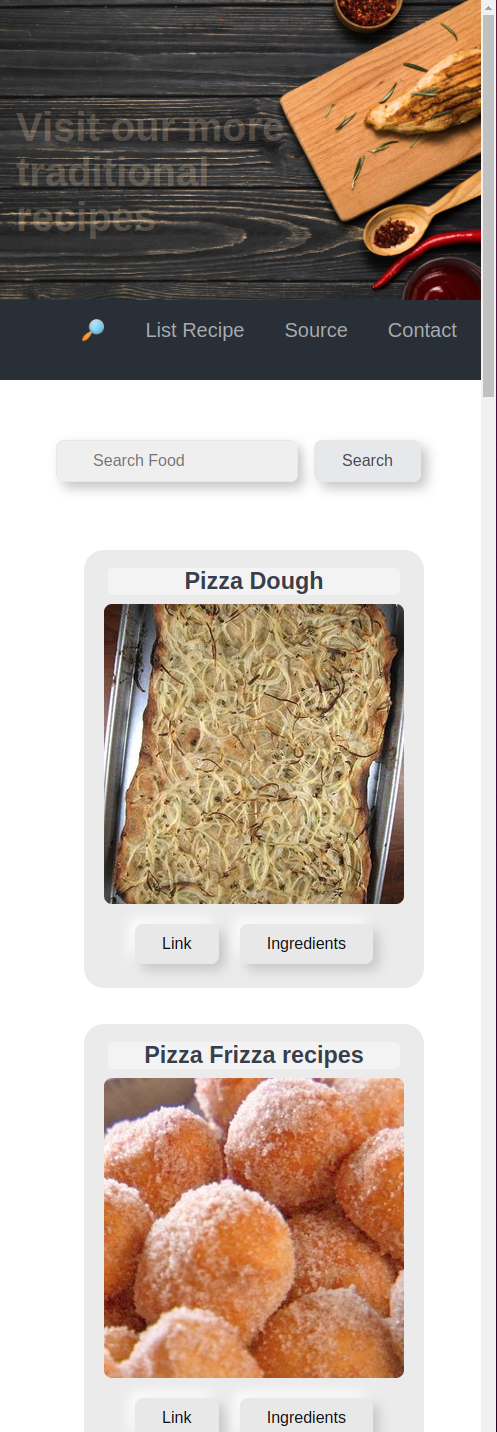 Visit our more
traditional
recipes
List Recipe Source Contact
Search Food Search
Pizza Dough
Link Ingredients
Pizza Frizza recipes
Link Ingredients